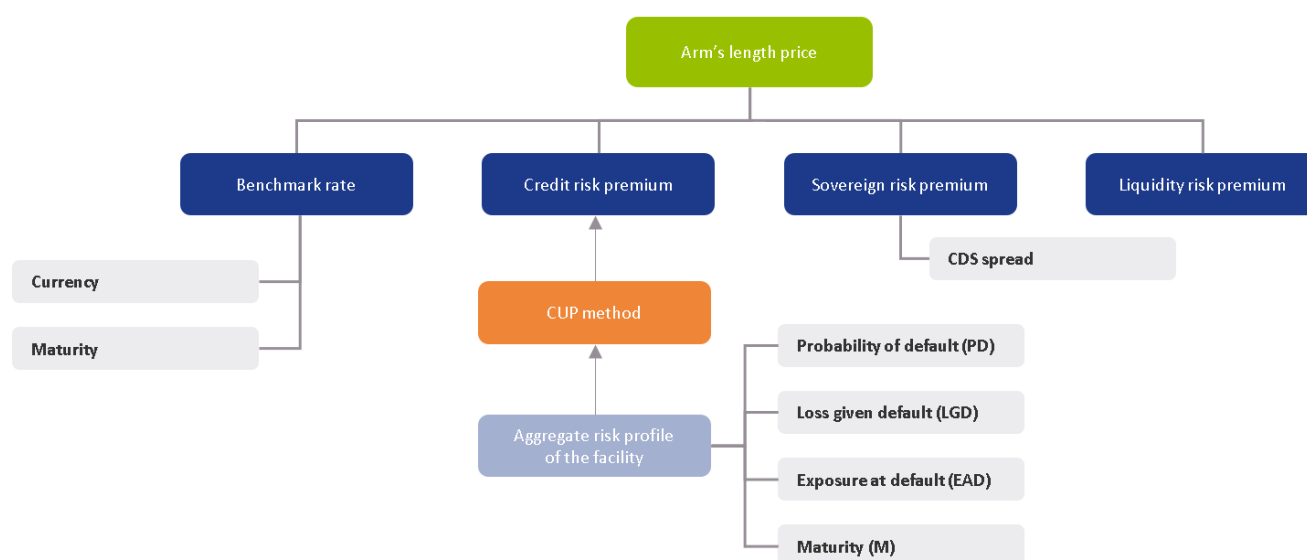 Arm's length price
Benchmark rate
Credit risk premium
Sovereign risk premium
Liquidity risk premium
CDS spread
Currency
CUP method
Maturity
Probability of default (PD)
Loss given default (LGD)
Aggregate risk profile
of the facility
Exposure at default (EAD)
Maturity (M)